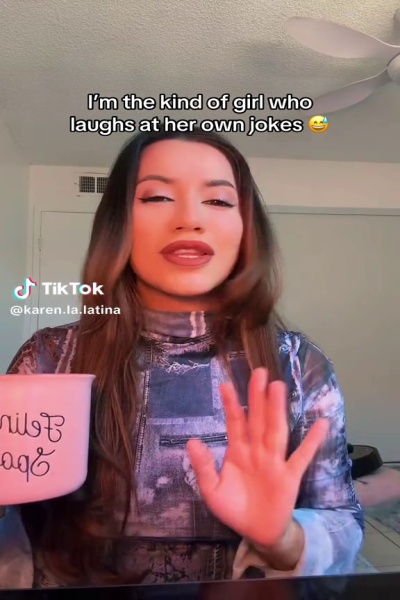 I'm the kind of girl who
laughs at her own jokes 😅
TikTok
@karen.la.latina